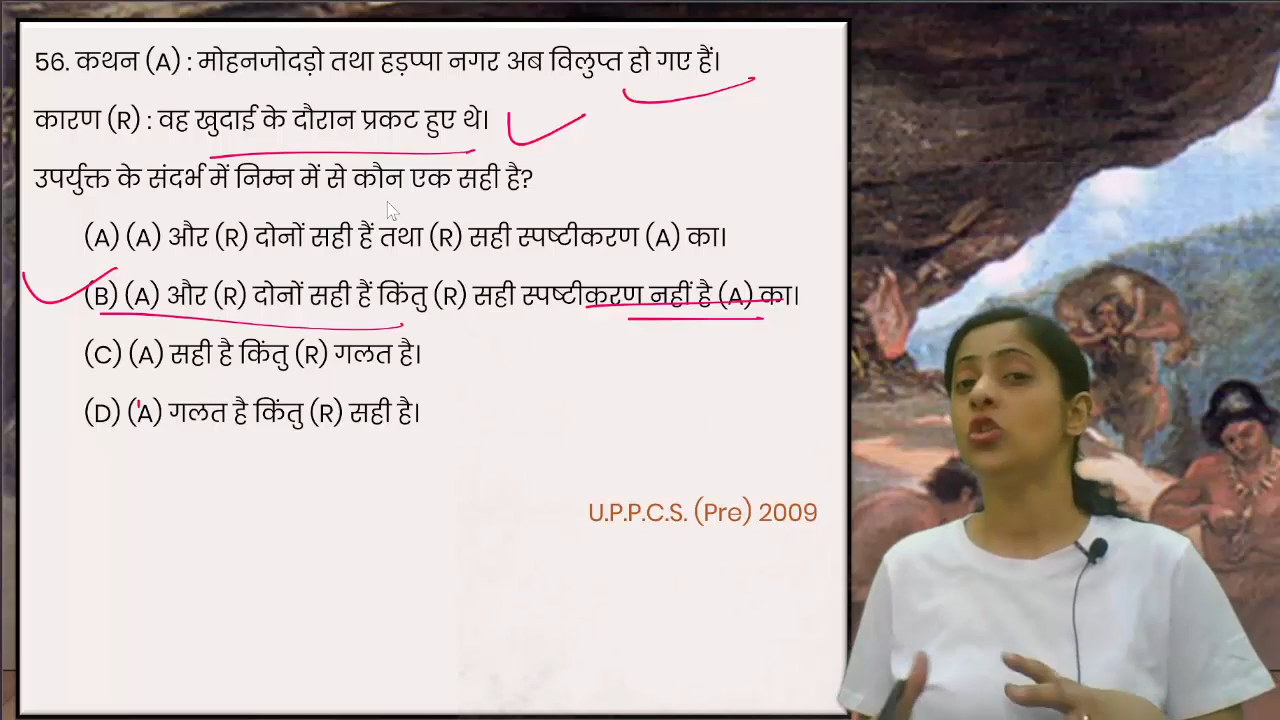 56. कथन (A) : मोहनजोदड़ो तथा हड़प्पा नगर अब विलुप्त हो गए हैं।
कारण (R) : वह खुदाई के दौरान प्रकट हुए थे।
उपर्युक्त के संदर्भ में निम्न में से कौन एक सही है?
(A) (A) और (R) दोनों सही हैं तथा (R) सही स्पष्टीकरण (A) का।
(B) (A) और (R) दोनों सही हैं किंतु (R) सही स्पष्टीकरण नहीं है (A) का।
(C) (A) सही है किंतु (R) गलत है।
(D) (A) गलत है किंतु (R) सही है।
U.P.P.C.S. (Pre) 2009